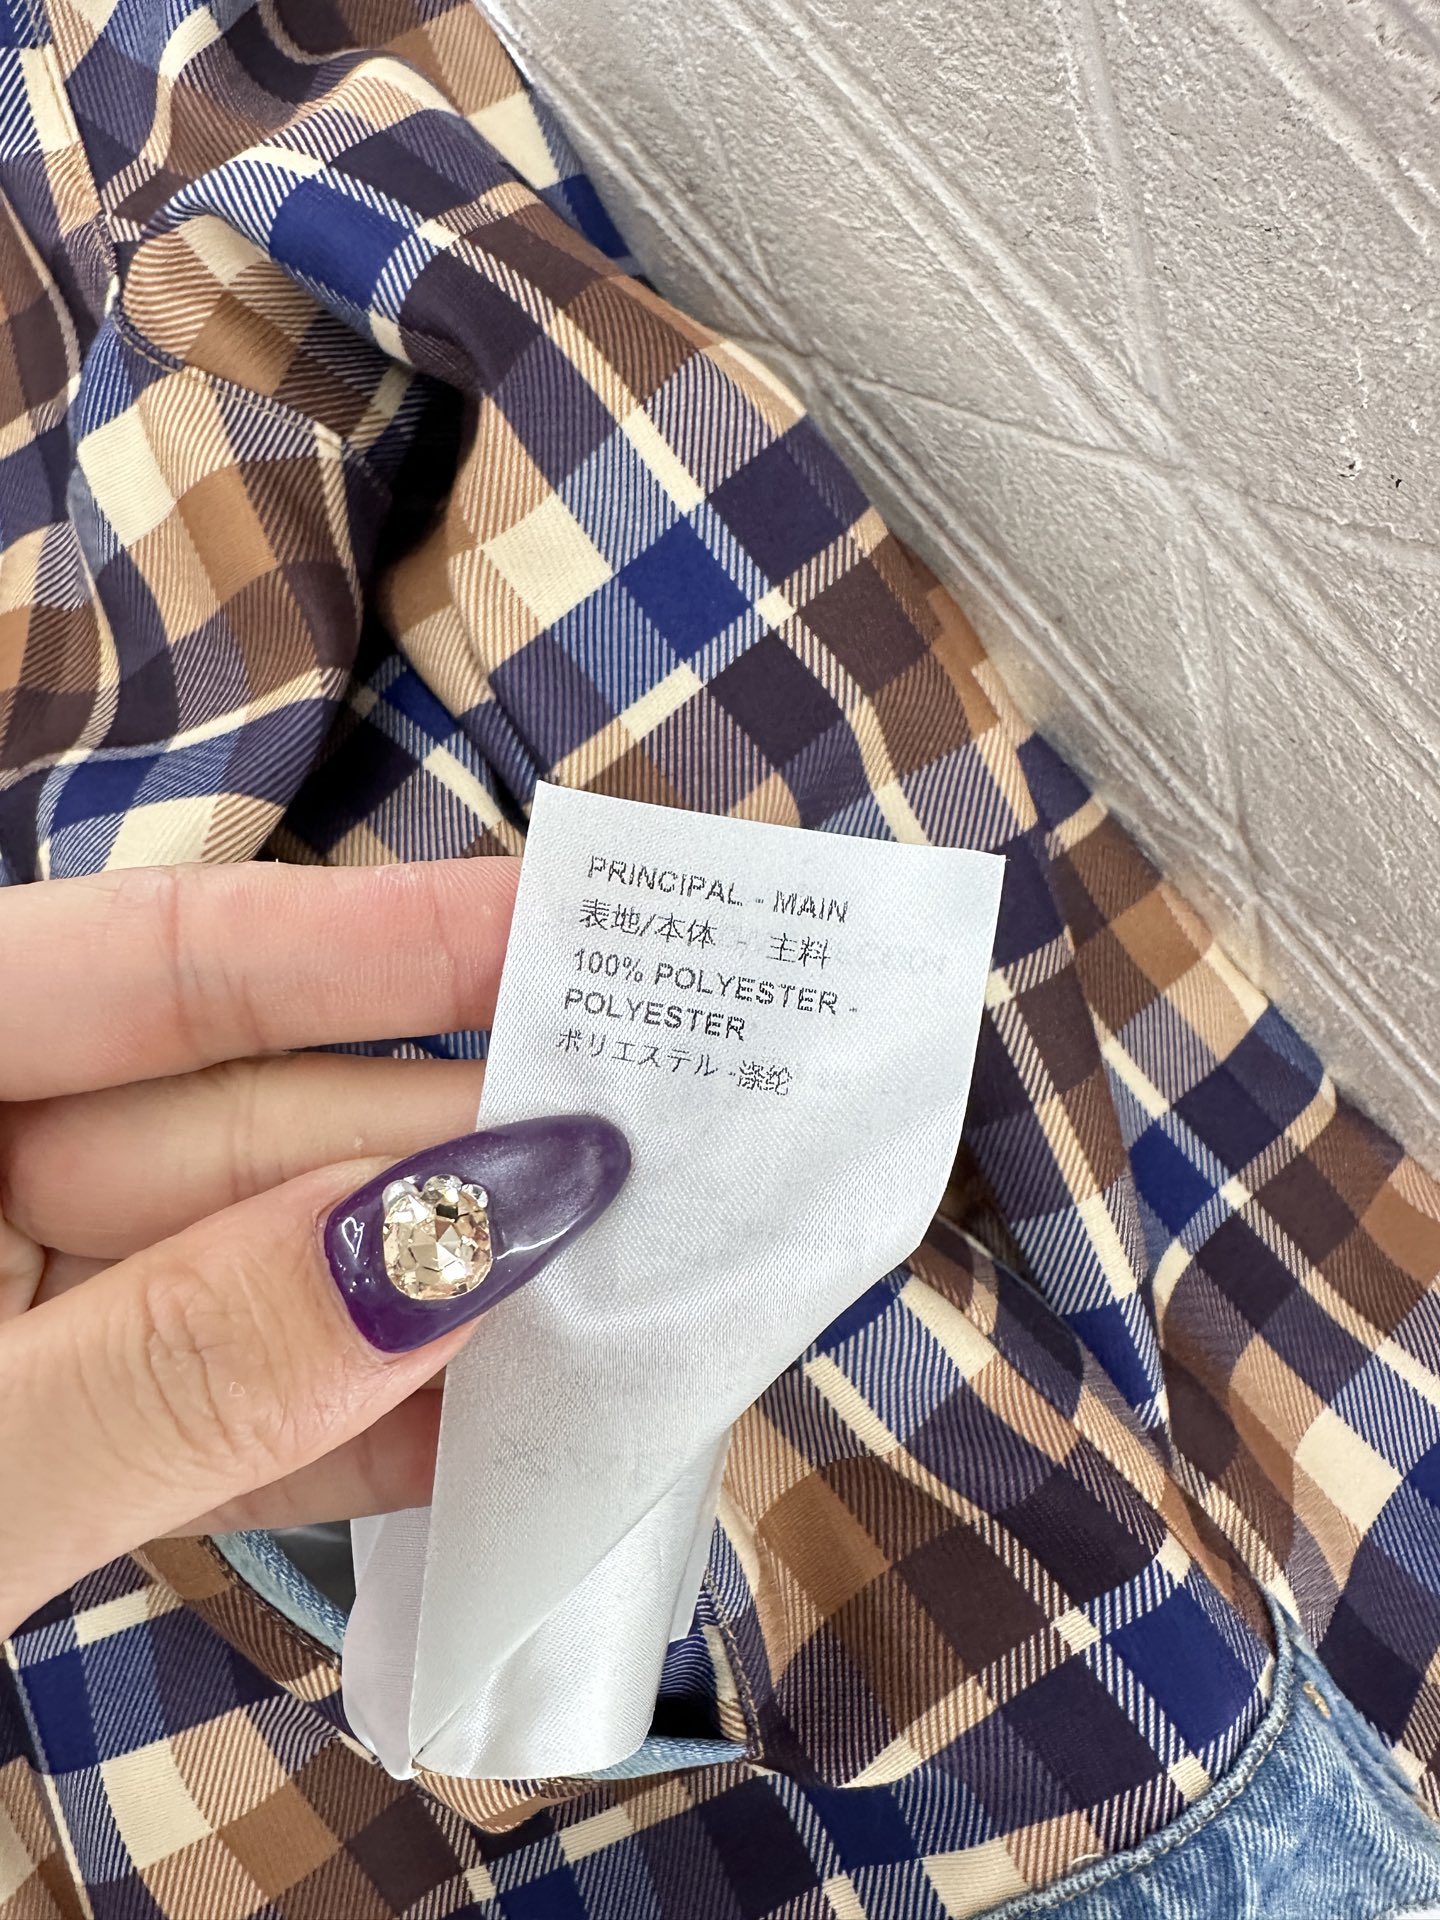 PRINCIPAL - MAIN
表地/本体 - 主料
100% POLYESTER -
POLYESTER
ポリエステル -涤纶